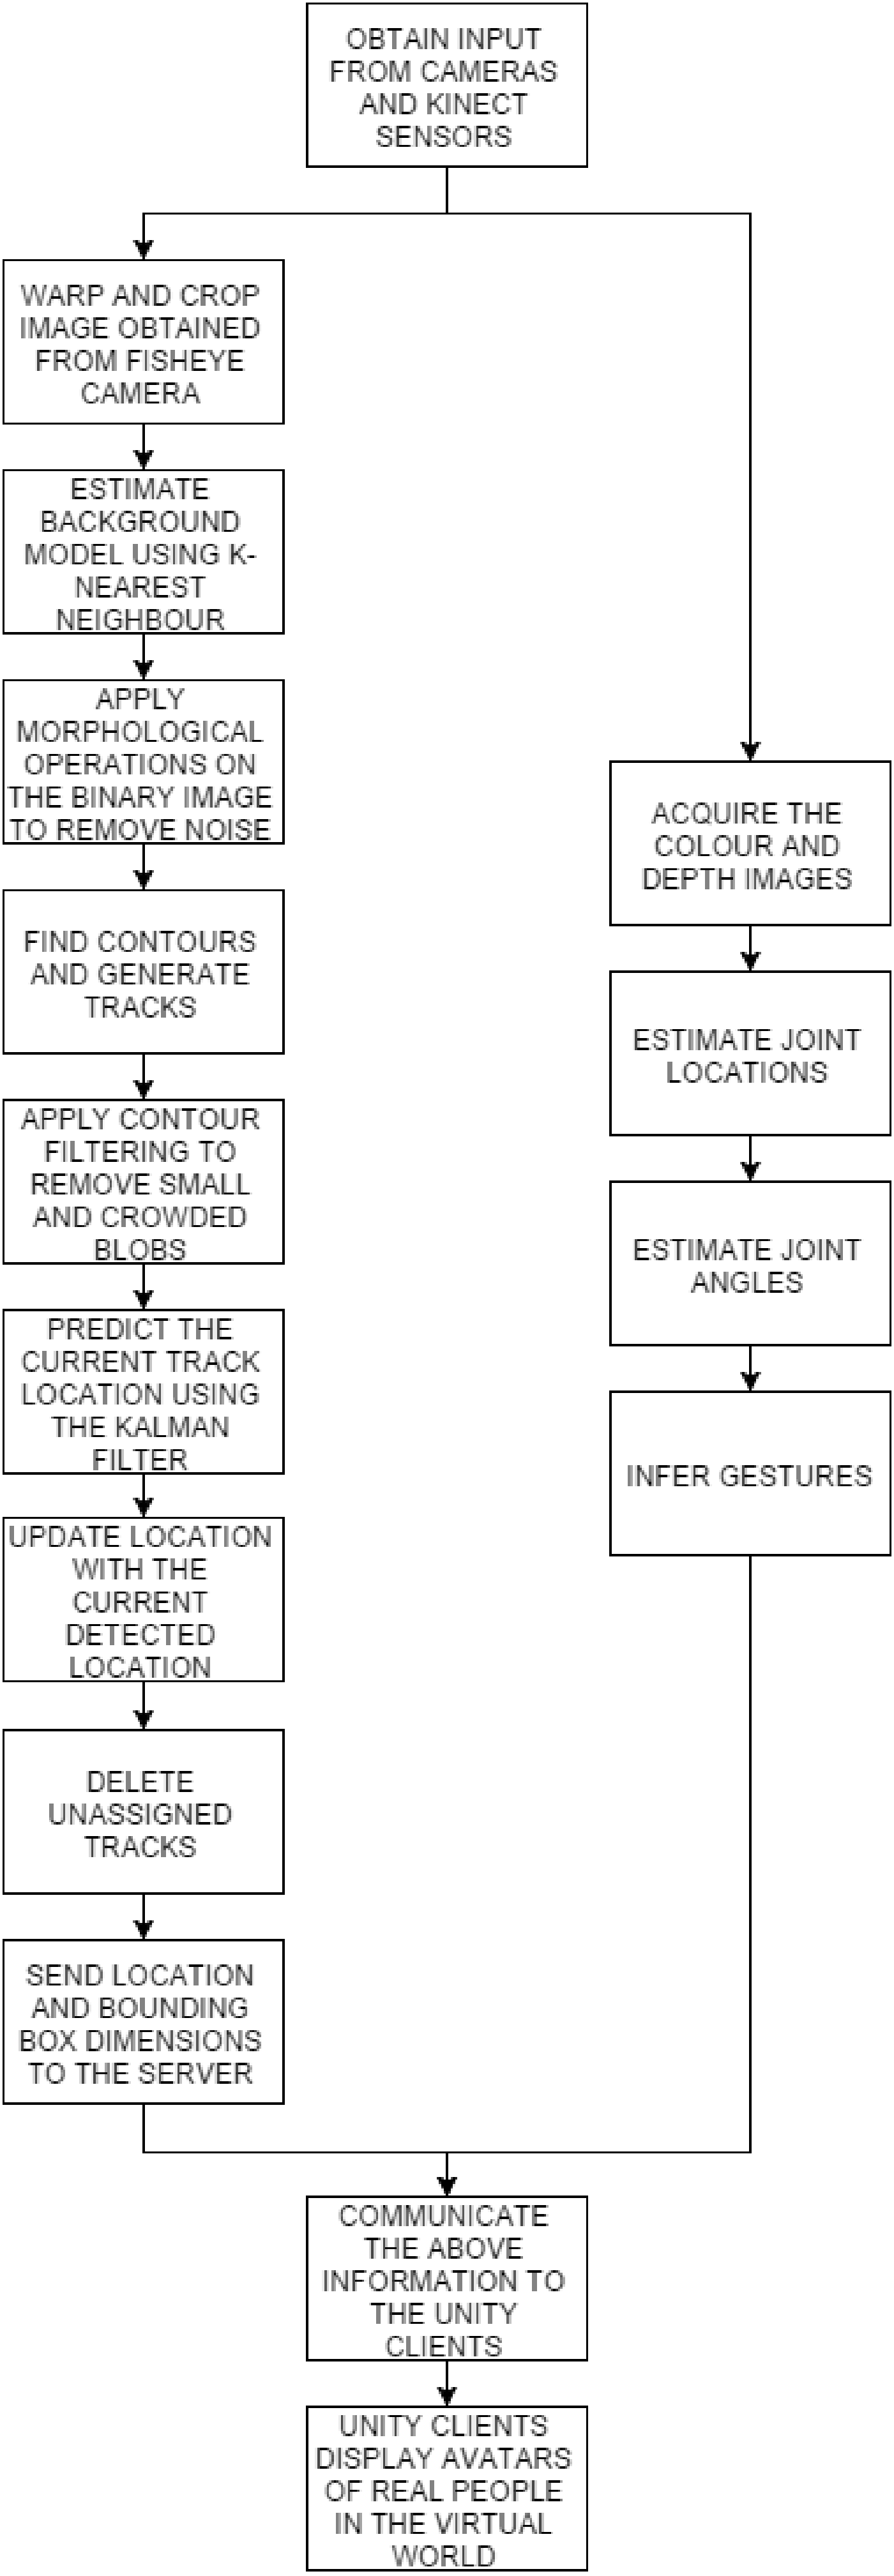 OBTAIN INPUT
FROM CAMERAS
AND KINECT
SENSORS
WARP AND CROP
IMAGE OBTAINED
FROM FISHEYE
CAMERA
ESTIMATE
BACKGROUND
MODEL USING K-
NEAREST
NEIGHBOUR
APPLY
MORPHOLOGICAL
OPERATIONS ON
THE BINARY IMAGE
TO REMOVE NOISE
FIND CONTOURS
AND GENERATE
TRACKS
APPLY CONTOUR
FILTERING TO
REMOVE SMALL
AND CROWDED
BLOBS
PREDICT THE
CURRENT TRACK
LOCATION USING
THE KALMAN
FILTER
UPDATE LOCATION
WITH THE
CURRENT
DETECTED
LOCATION
DELETE
UNASSIGNED
TRACKS
SEND LOCATION
AND BOUNDING
BOX DIMENSIONS
TO THE SERVER
ACQUIRE THE
COLOUR AND
DEPTH IMAGES
ESTIMATE JOINT
LOCATIONS
ESTIMATE JOINT
ANGLES
INFER GESTURES
COMMUNICATE
THE ABOVE
INFORMATION TO
THE UNITY
CLIENTS
UNITY CLIENTS
DISPLAY AVATARS
OF REAL PEOPLE
IN THE VIRTUAL
WORLD